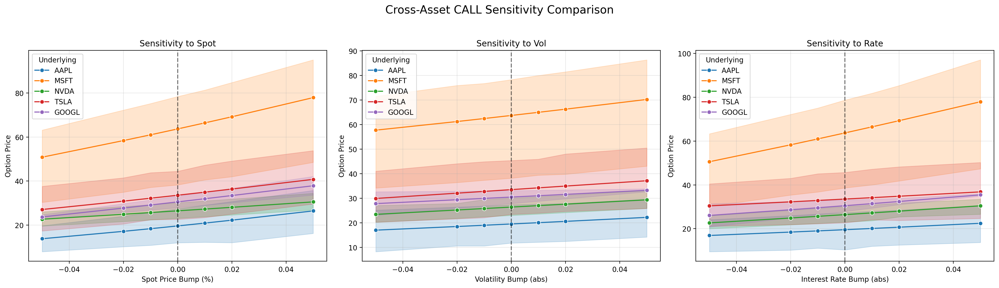 Cross-Asset CALL Sensitivity Comparison
Sensitivity to Spot
Underlying
AAPL
MSFT
NVDA
TSLA
GOOGL
Option Price
80
60
40
20
−0.04 −0.02 0.00 0.02 0.04
Spot Price Bump (%)
Sensitivity to Vol
Underlying
AAPL
MSFT
NVDA
TSLA
GOOGL
Option Price
90
80
70
60
50
40
30
20
10
−0.04 −0.02 0.00 0.02 0.04
Volatility Bump (abs)
Sensitivity to Rate
Underlying
AAPL
MSFT
NVDA
TSLA
GOOGL
Option Price
100
80
60
40
20
−0.04 −0.02 0.00 0.02 0.04
Interest Rate Bump (abs)